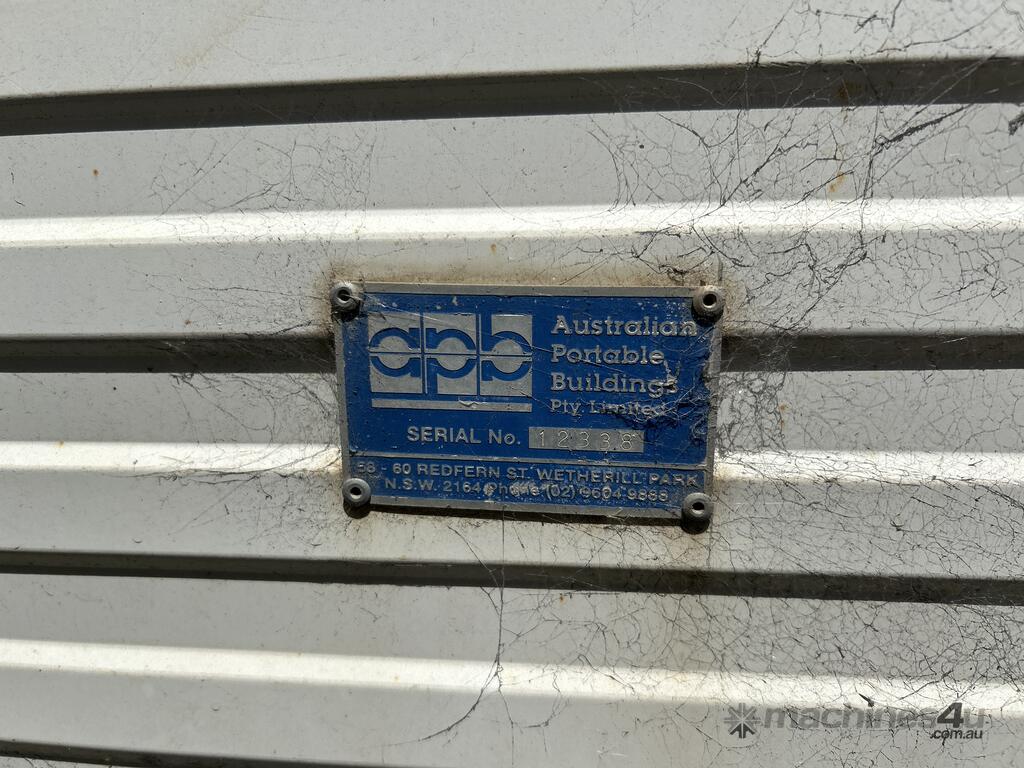 apb
Australian
Portable
Buildings
Pty. Limited
SERIAL No. 12338
58 - 60 REDFERN ST. WETHERILL PARK
N.S.W. 2164 Phone (02) 9604 9888
machines4u
.com.au